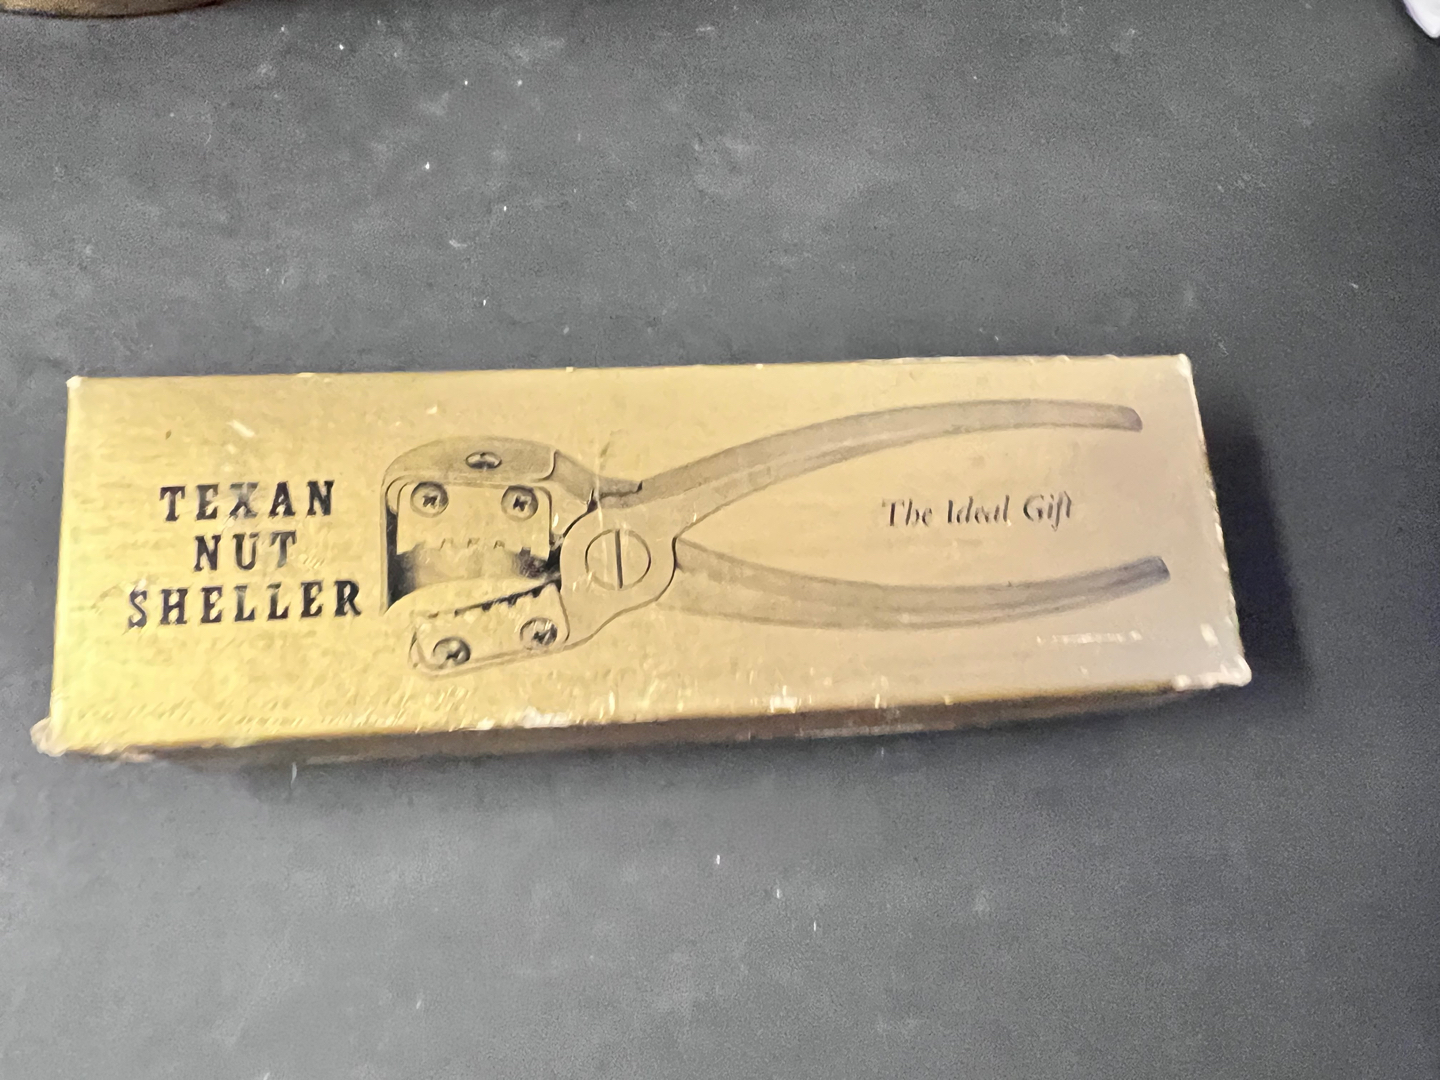 TEXAN
NUT
SHELLER
The Ideal Gift